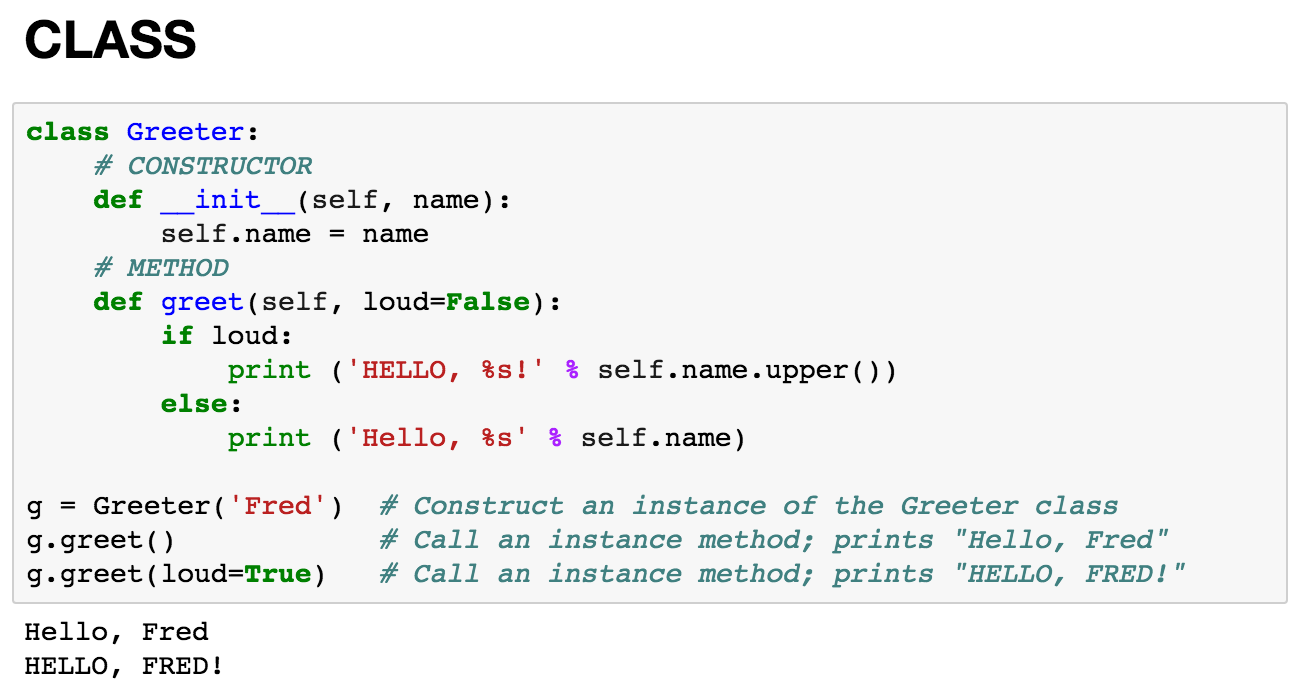 CLASS
class Greeter:
    # CONSTRUCTOR
    def __init__(self, name):
        self.name = name
    # METHOD
    def greet(self, loud=False):
        if loud:
            print ('HELLO, %s!' % self.name.upper())
        else:
            print ('Hello, %s' % self.name)

g = Greeter('Fred')  # Construct an instance of the Greeter class
g.greet()            # Call an instance method; prints "Hello, Fred"
g.greet(loud=True)   # Call an instance method; prints "HELLO, FRED!"
Hello, Fred
HELLO, FRED!